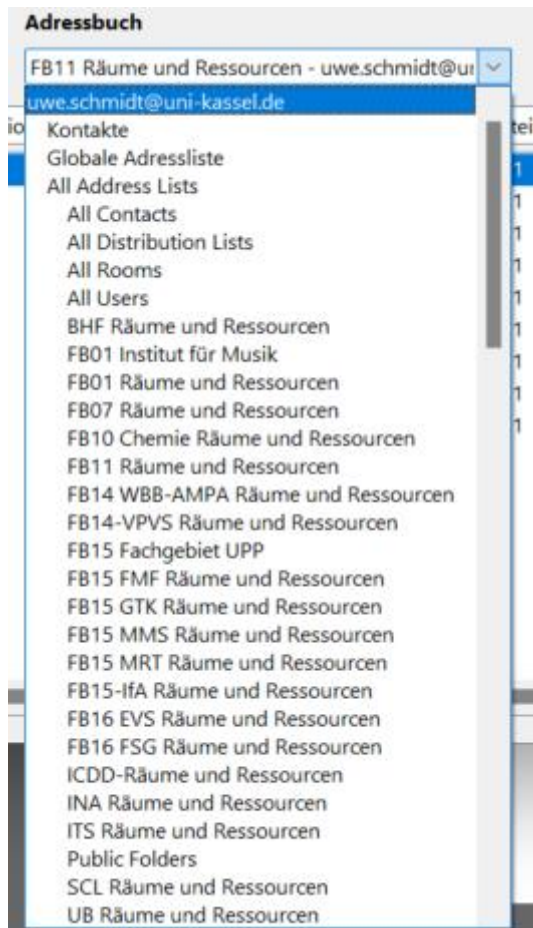 Adressbuch
FB11 Räume und Ressourcen - uwe.schmidt@u
uwe.schmidt@uni-kassel.de
Kontakte
Globale Adressliste
All Address Lists
All Contacts
All Distribution Lists
All Rooms
All Users
BHF Räume und Ressourcen
FB01 Institut für Musik
FB01 Räume und Ressourcen
FB07 Räume und Ressourcen
FB10 Chemie Räume und Ressourcen
FB11 Räume und Ressourcen
FB14 WBB-AMPA Räume und Ressourcen
FB14-VPVS Räume und Ressourcen
FB15 Fachgebiet UPP
FB15 FMF Räume und Ressourcen
FB15 GTK Räume und Ressourcen
FB15 MMS Räume und Ressourcen
FB15 MRT Räume und Ressourcen
FB15-IfA Räume und Ressourcen
FB16 EVS Räume und Ressourcen
FB16 FSG Räume und Ressourcen
ICDD-Räume und Ressourcen
INA Räume und Ressourcen
ITS Räume und Ressourcen
Public Folders
SCL Räume und Ressourcen
UB Räume und Ressourcen